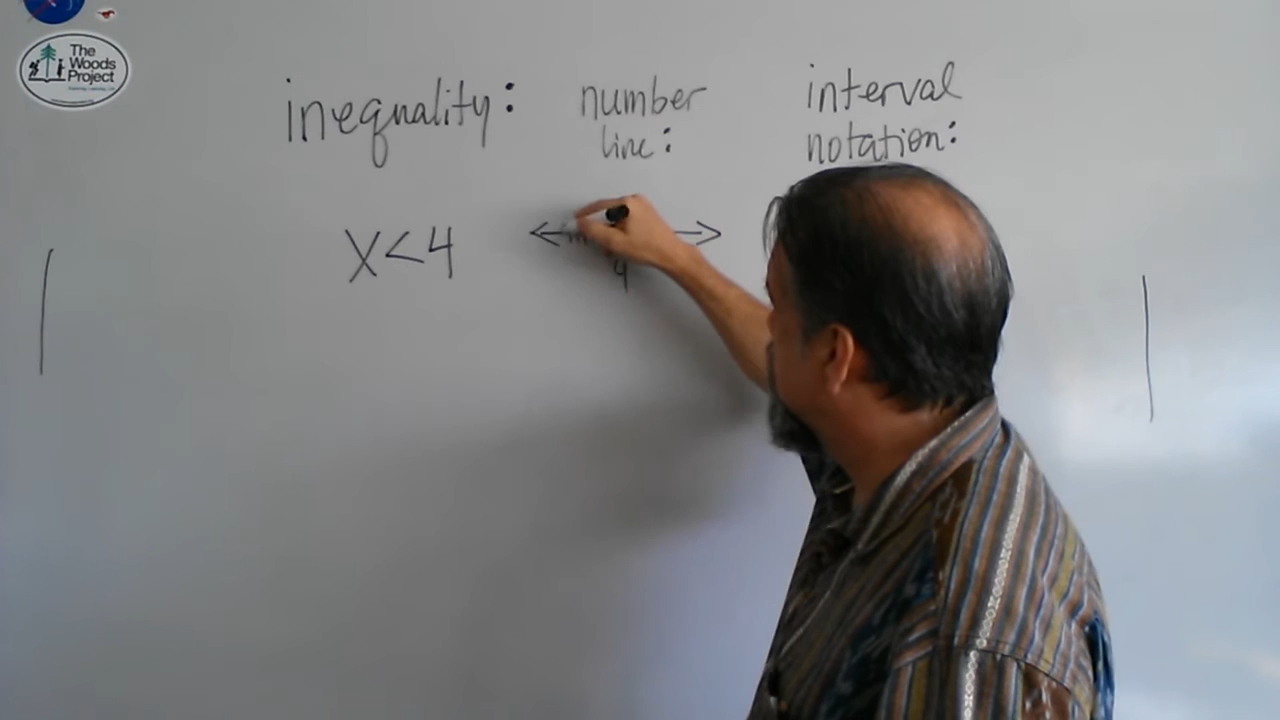 The
Woods
Project
inequality:
number
line:
interval
notation:
x<4
4